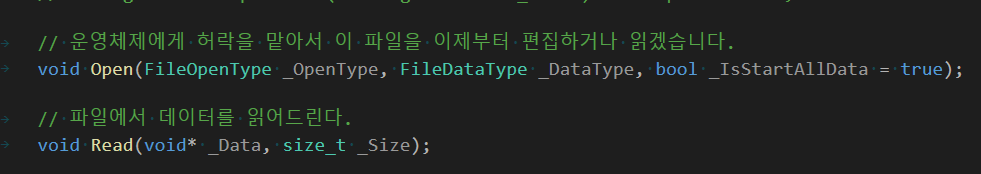 // 운영체제에게 허락을 맡아서 이 파일을 이제부터 편집하거나 읽겠습니다.
void Open(FileOpenType _OpenType, FileDataType _DataType, bool _IsStartAllData = true);
// 파일에서 데이터를 읽어드린다.
void Read(void* _Data, size_t _Size);